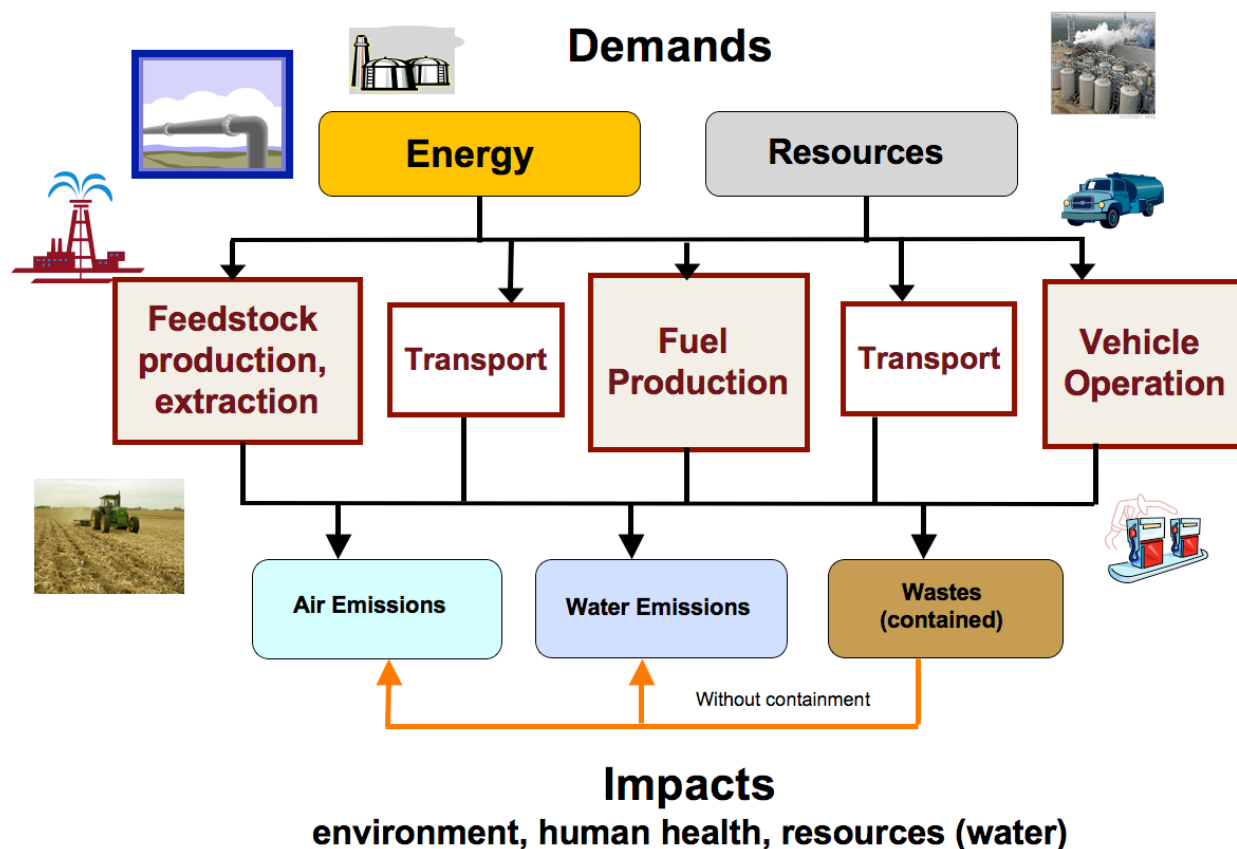 Demands
Energy
Resources
Feedstock
production,
extraction
Transport
Fuel
Production
Transport
Vehicle
Operation
Air Emissions
Water Emissions
Wastes
(contained)
Without containment
Impacts
environment, human health, resources (water)